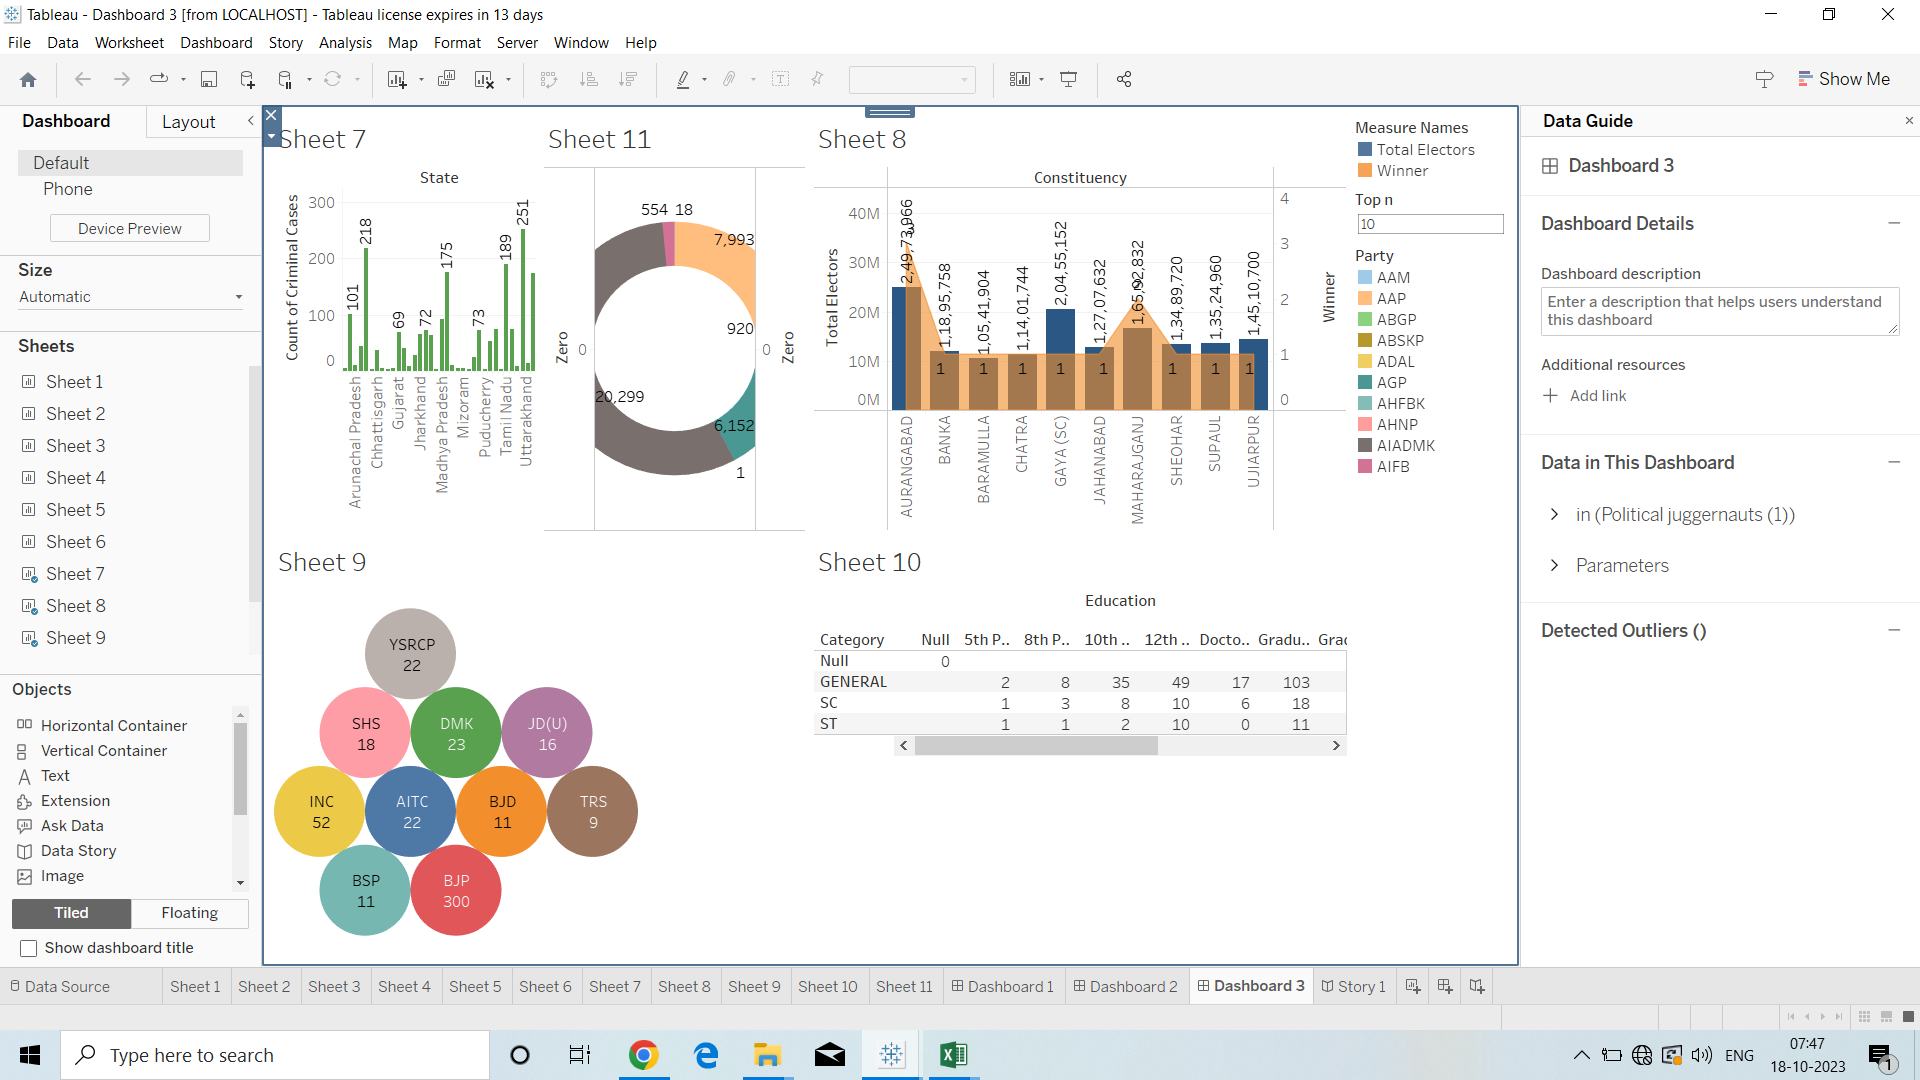 Tableau - Dashboard 3 [from LOCALHOST] - Tableau license expires in 13 days
File Data Worksheet Dashboard Story Analysis Map Format Server Window Help
Show Me
Dashboard Layout
Default
Phone
Device Preview
Size
Automatic
Sheets
Sheet 1
Sheet 2
Sheet 3
Sheet 4
Sheet 5
Sheet 6
Sheet 7
Sheet 8
Sheet 9
Objects
Horizontal Container
Vertical Container
Text
Extension
Ask Data
Data Story
Image
Tiled Floating
Show dashboard title
Sheet 7
State
Count of Criminal Cases
300
200
100
0
101
218
69
72
175
73
189
251
Arunachal Pradesh
Chhattisgarh
Gujarat
Jharkhand
Madhya Pradesh
Mizoram
Puducherry
Tamil Nadu
Uttarakhand
Sheet 11
554 18
7,993
920
Zero 0
0 Zero
20,299
6,152
1
Sheet 8
Constituency
Total Electors
40M
30M
20M
10M
0M
2,49,73,966
1,18,95,758
1,05,41,904
1,14,01,744
2,04,55,152
1,27,07,632
1,65,92,832
1,34,89,720
1,35,24,960
1,45,10,700
3
1 1 1 1 1 1 1 1
4
3
2
1
0
Winner
AURANGABAD
BANKA
BARAMULLA
CHATRA
GAYA (SC)
JAHANABAD
MAHARAJGANJ
SHEOHAR
SUPAUL
UJIARPUR
Measure Names
Total Electors
Winner
Top n
10
Party
AAM
AAP
ABGP
ABSKP
ADAL
AGP
AHFBK
AHNP
AIADMK
AIFB
Sheet 9
YSRCP
22
SHS
18
DMK
23
JD(U)
16
INC
52
AITC
22
BJD
11
TRS
9
BSP
11
BJP
300
Sheet 10
Education
Category Null 5th P.. 8th P.. 10th .. 12th .. Docto.. Gradu.. Grad
Null 0
GENERAL 2 8 35 49 17 103
SC 1 3 8 10 6 18
ST 1 1 2 10 0 11
Data Guide
Dashboard 3
Dashboard Details
Dashboard description
Enter a description that helps users understand
this dashboard
Additional resources
Add link
Data in This Dashboard
in (Political juggernauts (1))
Parameters
Detected Outliers ()
Data Source Sheet 1 Sheet 2 Sheet 3 Sheet 4 Sheet 5 Sheet 6 Sheet 7 Sheet 8 Sheet 9 Sheet 10 Sheet 11 Dashboard 1 Dashboard 2 Dashboard 3 Story 1
Type here to search
ENG
07:47
18-10-2023
1